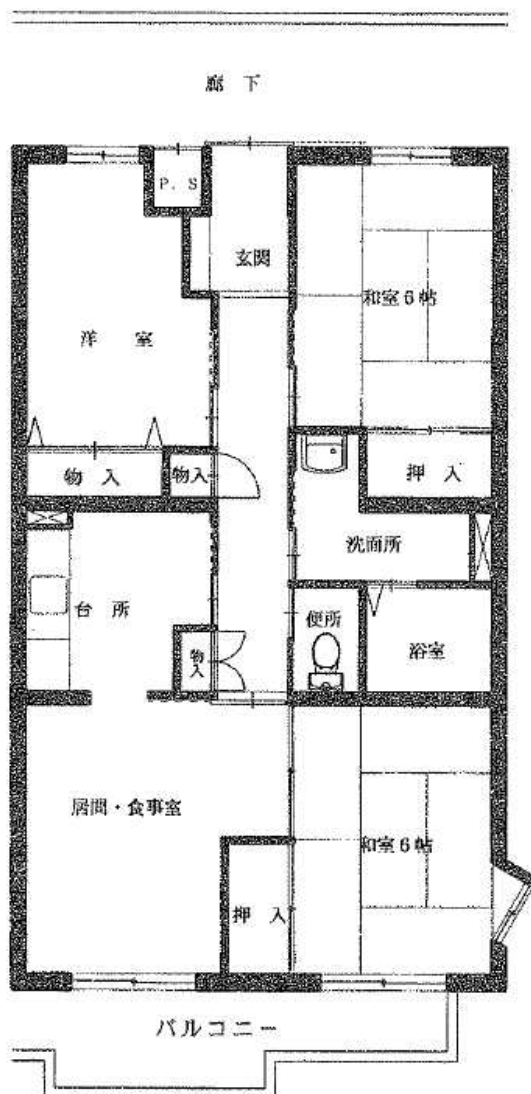 廊下
P. S
玄関
和室6帖
洋室
物入
物入
押入
洗面所
台所
便所
物入
浴室
居間・食事室
和室6帖
押入
バルコニー